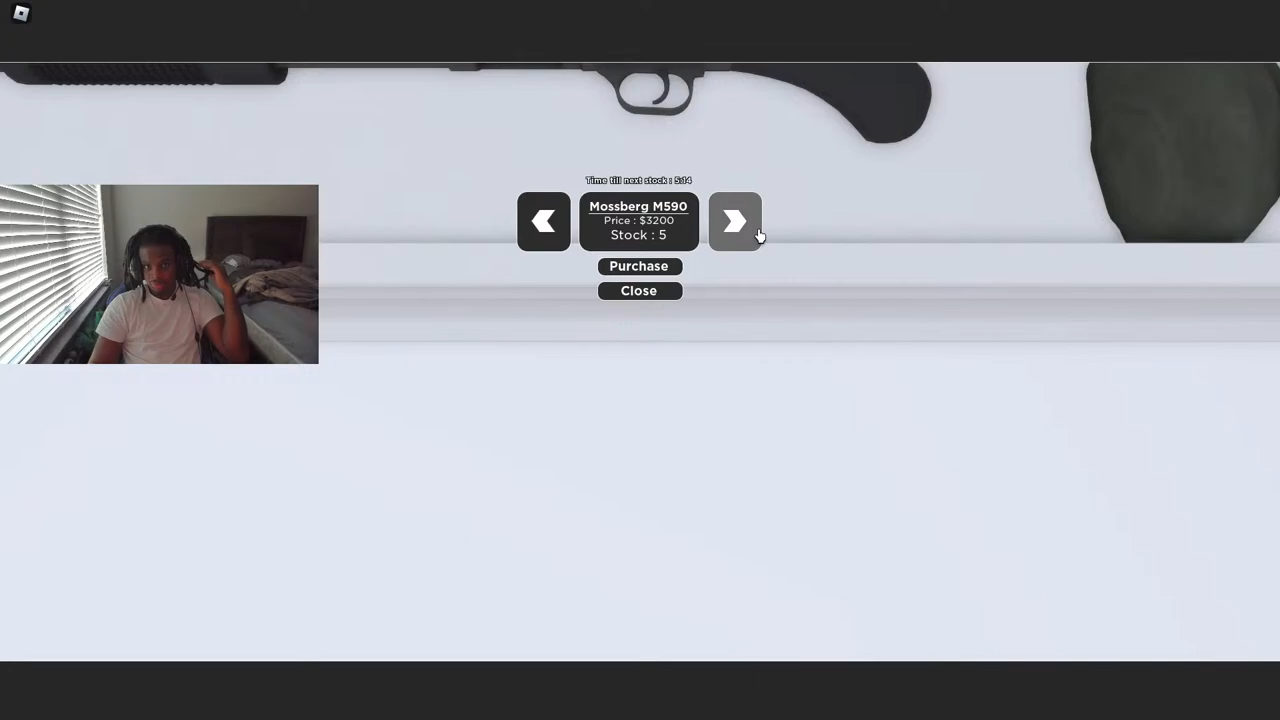 Time till next stock : 5:14
Mossberg M590
Price : $3200
Stock : 5
Purchase
Close